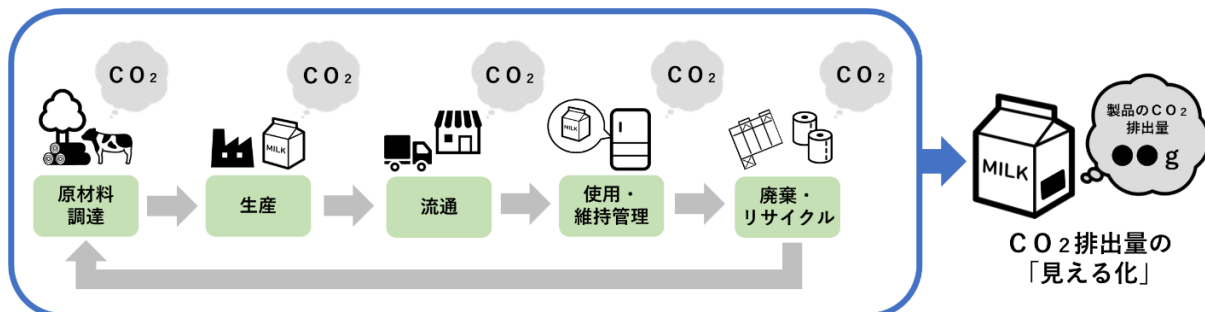 ＣＯ₂
ＣＯ₂
ＣＯ₂
ＣＯ₂
ＣＯ₂
MILK
MILK
原材料
調達
生産
流通
使用・
維持管理
廃棄・
リサイクル
製品のＣＯ₂
排出量
●●g
MILK
ＣＯ₂排出量の
「見える化」